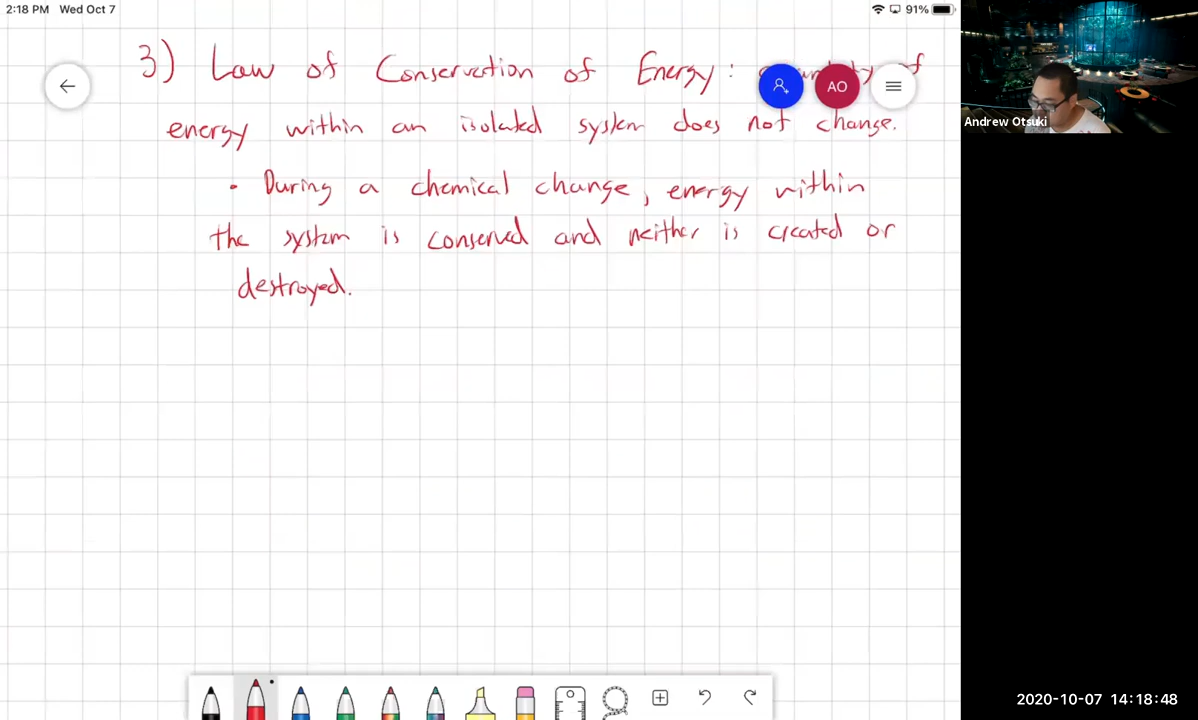 2:18 PM Wed Oct 7
91%
3) Law of Conservation of Energy: of
energy within an isolated system does not change.
• During a chemical change, energy within
the system is conserved and neither is created or
destroyed.
AO
Andrew Otsuki
2020-10-07 14:18:48